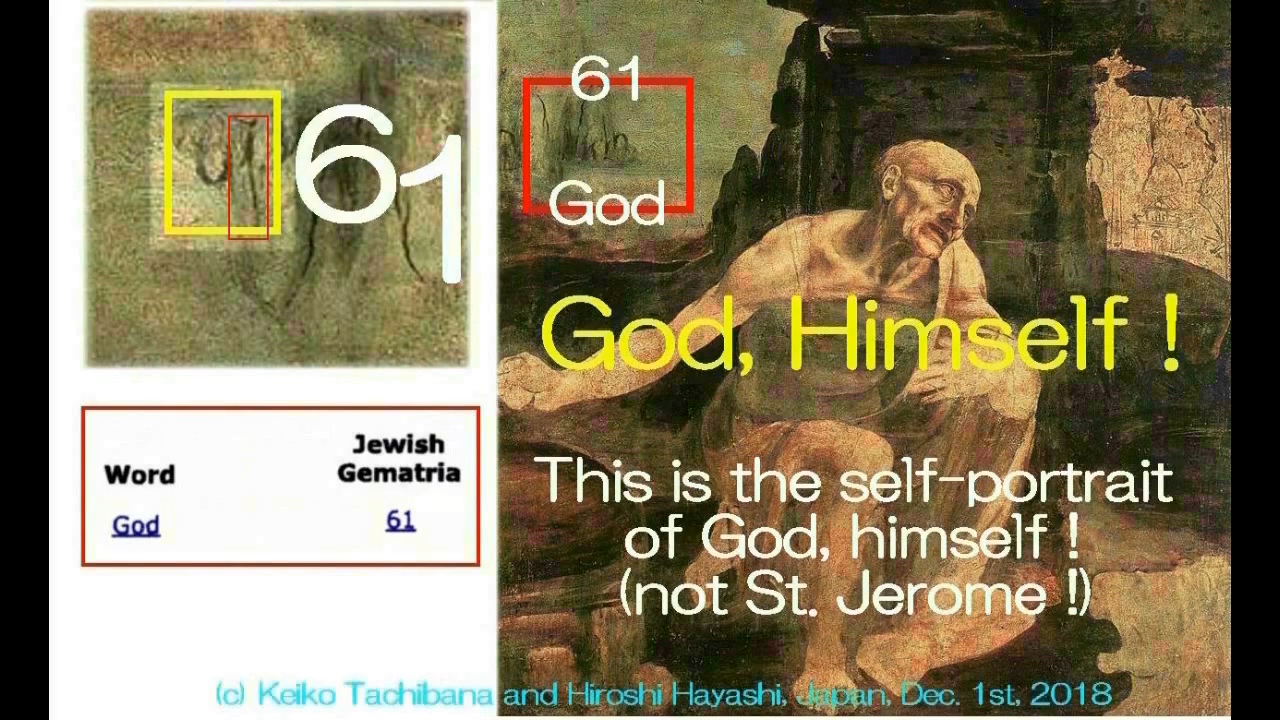 61
61
God
God, Himself !
Jewish
Word Gematria
God 61
This is the self-portrait
of God, himself !
(not St. Jerome !)
(c) Keiko Tachibana and Hiroshi Hayashi, Japan, Dec. 1st, 2018